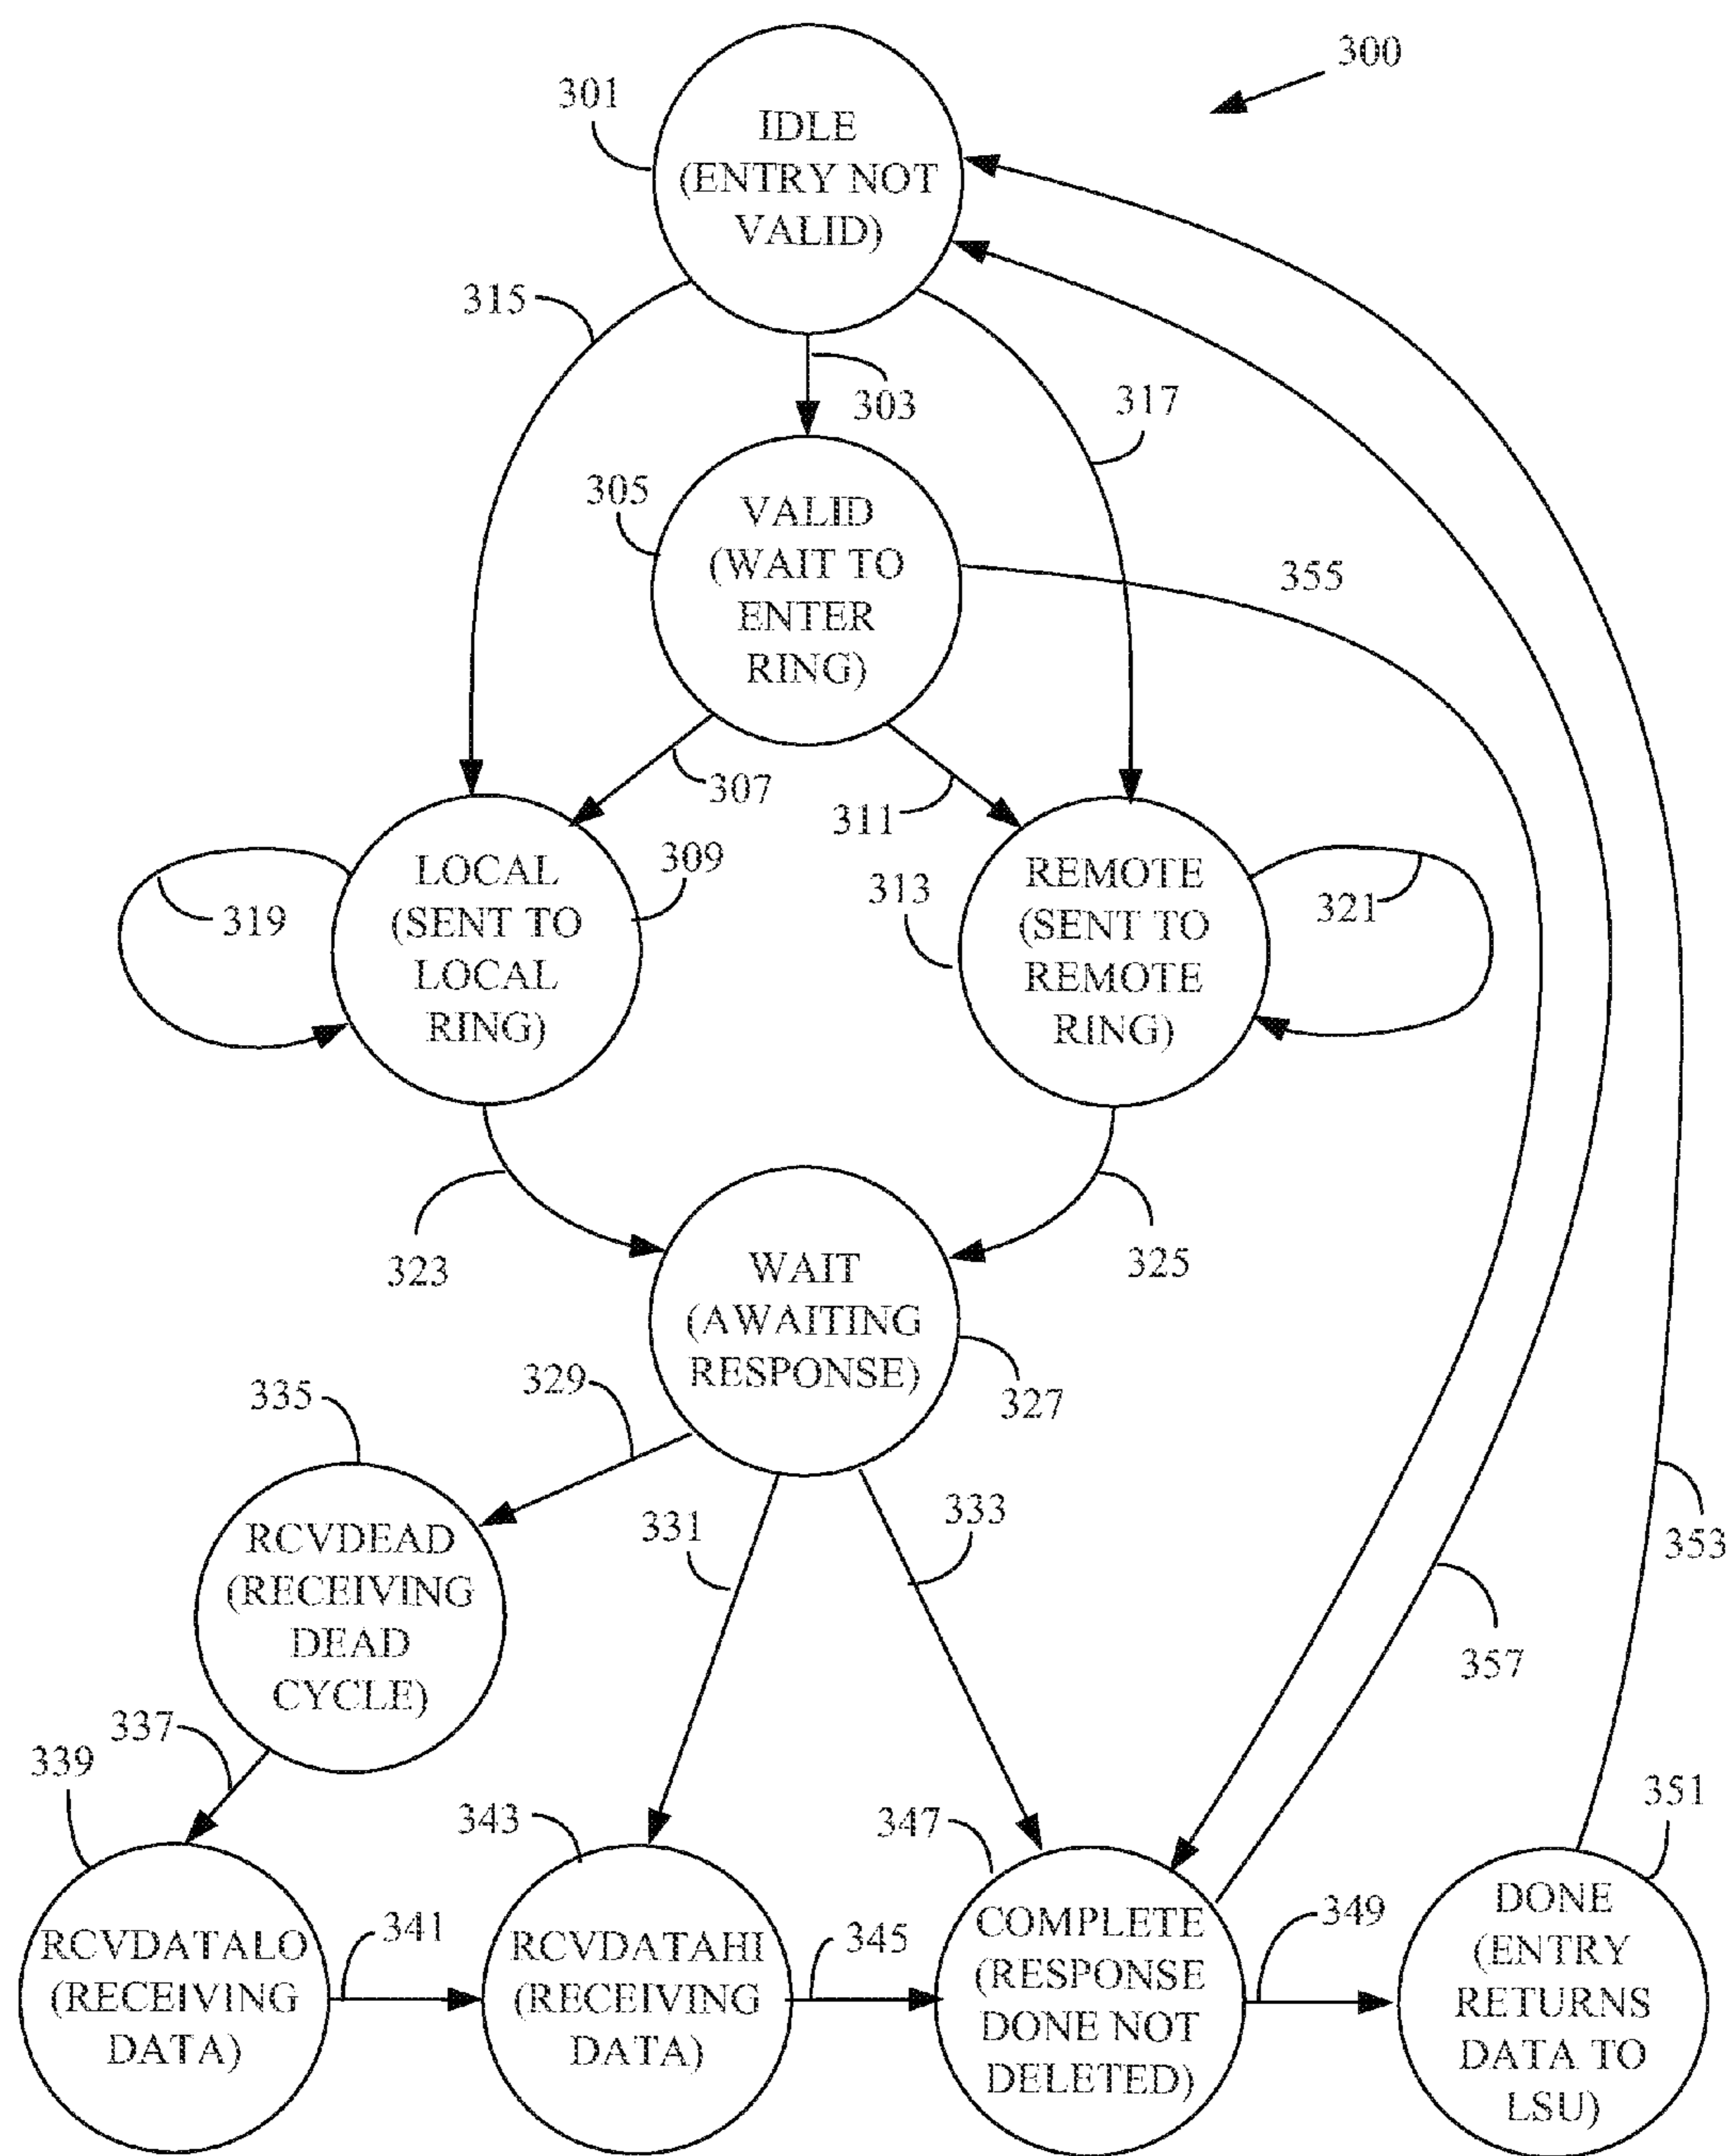 300
301
IDLE
(ENTRY NOT
VALID)
315
303
317
305
VALID
(WAIT TO
ENTER
RING)
355
307
311
LOCAL
(SENT TO
LOCAL
RING)
309
319
313
REMOTE
(SENT TO
REMOTE
RING)
321
323
325
WAIT
(AWAITING
RESPONSE)
327
329
335
331
333
RCVDEAD
(RECEIVING
DEAD
CYCLE)
353
357
337
339
343
347
351
RCVDATALO
(RECEIVING
DATA)
341
RCVDATAHI
(RECEIVING
DATA)
345
COMPLETE
(RESPONSE
DONE NOT
DELETED)
349
DONE
(ENTRY
RETURNS
DATA TO
LSU)